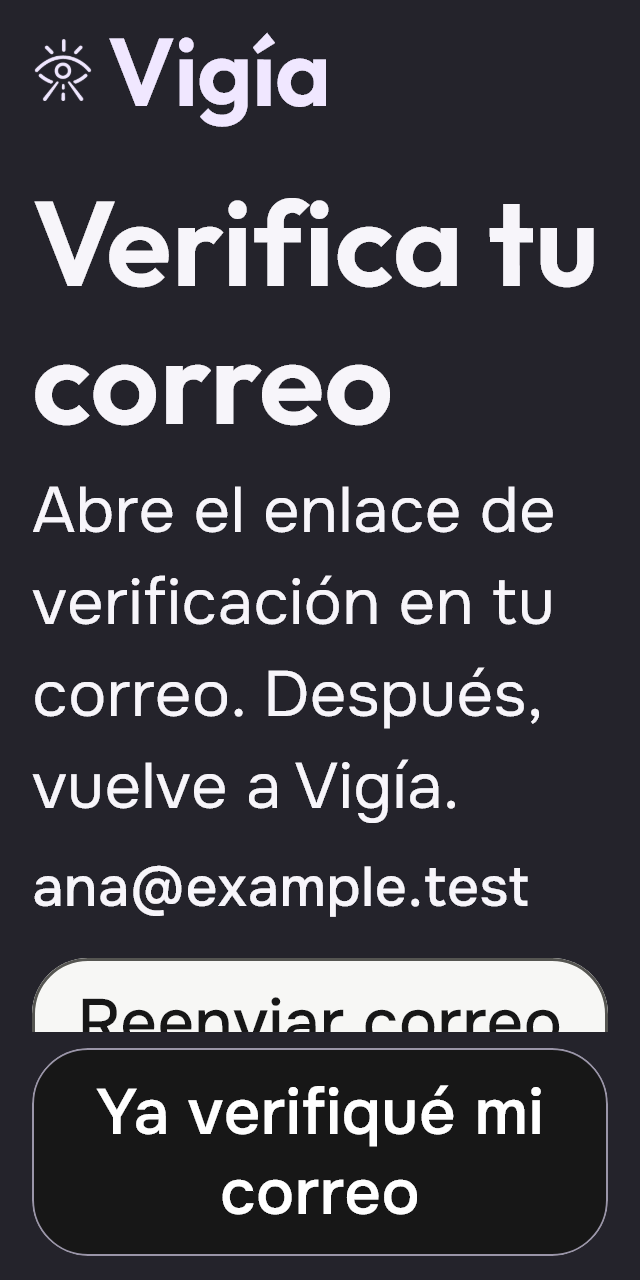 Vigía
Verifica tu
correo
Abre el enlace de
verificación en tu
correo. Después,
vuelve a Vigía.
ana@example.test
Reenviar correo
Ya verifiqué mi
correo